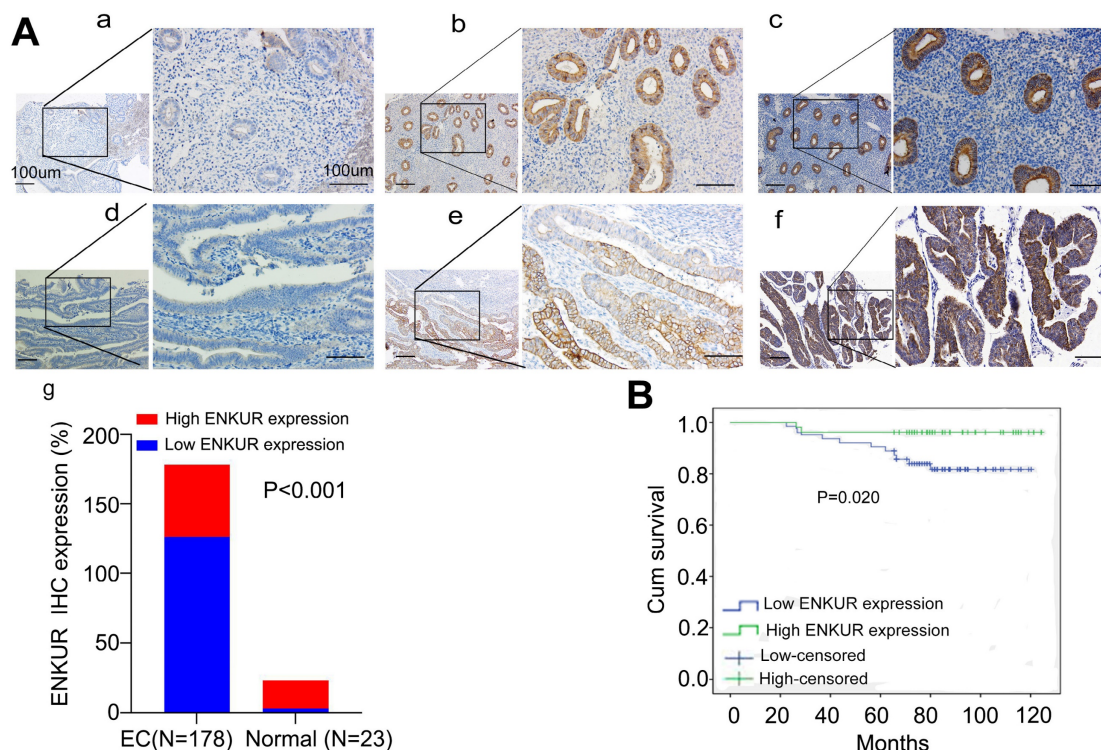 A
a
b
c
100um
100um
d
e
f
g
High ENKUR expression
Low ENKUR expression
ENKUR IHC expression (%)
200
150
100
50
0
P<0.001
EC(N=178) Normal (N=23)
B
Cum survival
1.0
0.8
0.6
0.4
0.2
0.0
P=0.020
Low ENKUR expression
High ENKUR expression
Low-censored
High-censored
0 20 40 60 80 100 120
Months